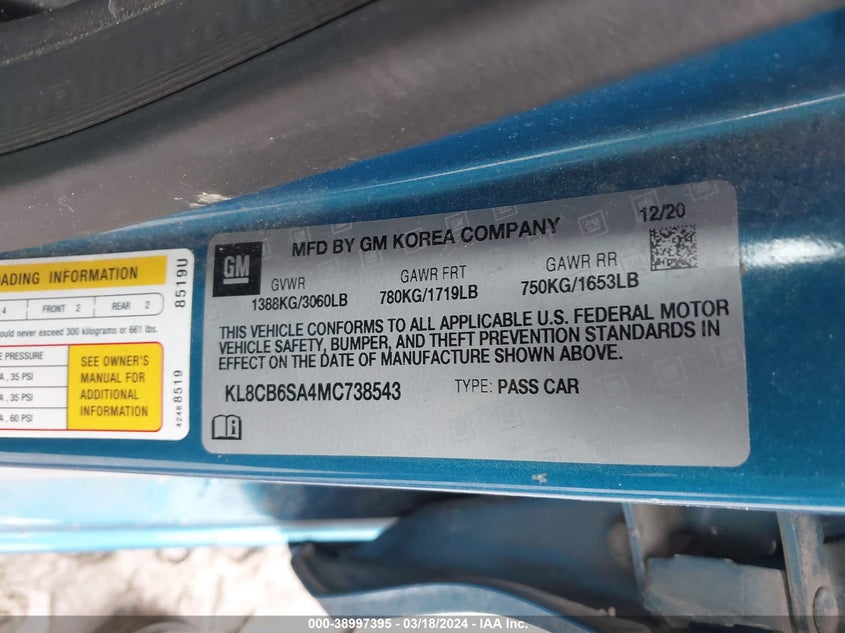 GM
MFD BY GM KOREA COMPANY
12/20
GVWR
1388KG/3060LB
GAWR FRT
780KG/1719LB
GAWR RR
750KG/1653LB
THIS VEHICLE CONFORMS TO ALL APPLICABLE U.S. FEDERAL MOTOR
VEHICLE SAFETY, BUMPER, AND THEFT PREVENTION STANDARDS IN
EFFECT ON THE DATE OF MANUFACTURE SHOWN ABOVE.
KL8CB6SA4MC738543
TYPE: PASS CAR
OADING INFORMATION
4
FRONT 2
REAR 2
ould never exceed 300 kilograms or 661 lbs.
E PRESSURE
A, 35 PSI
A, 35 PSI
A, 60 PSI
SEE OWNER'S
MANUAL FOR
ADDITIONAL
INFORMATION
8519U
42488519
000-38997395 — 03/18/2024 — IAA Inc.